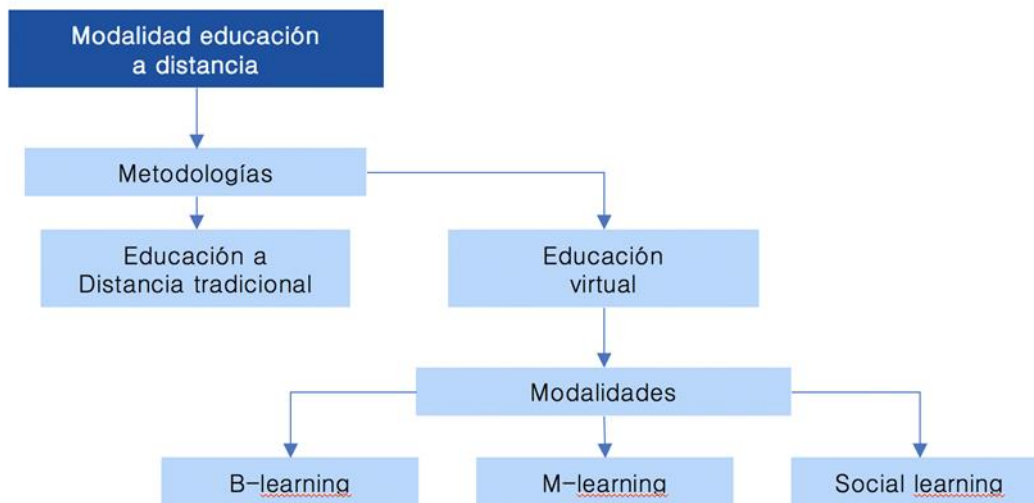 Modalidad educación
a distancia
Metodologías
Educación a
Distancia tradicional
Educación
virtual
Modalidades
B-learning
M-learning
Social learning